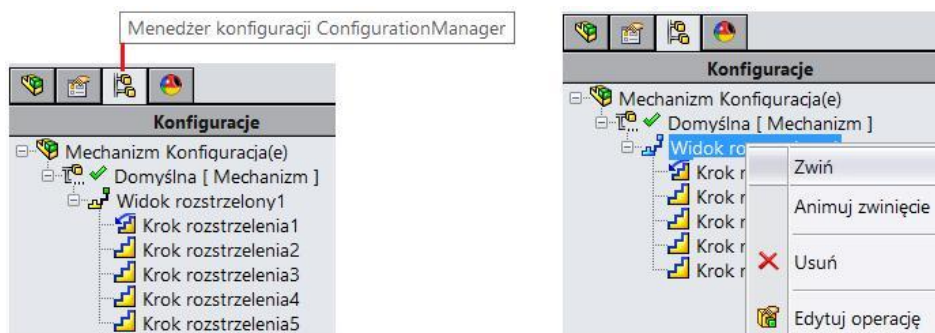 Menedżer konfiguracji ConfigurationManager
Konfiguracje
Mechanizm Konfiguracja(e)
Domyślna [ Mechanizm ]
Widok rozstrzelony1
Krok rozstrzelenia1
Krok rozstrzelenia2
Krok rozstrzelenia3
Krok rozstrzelenia4
Krok rozstrzelenia5
Konfiguracje
Mechanizm Konfiguracja(e)
Domyślna [ Mechanizm ]
Widok
Krok
Krok
Krok
Krok
Krok
Zwiń
Animuj zwinięcie
Usuń
Edytuj operację